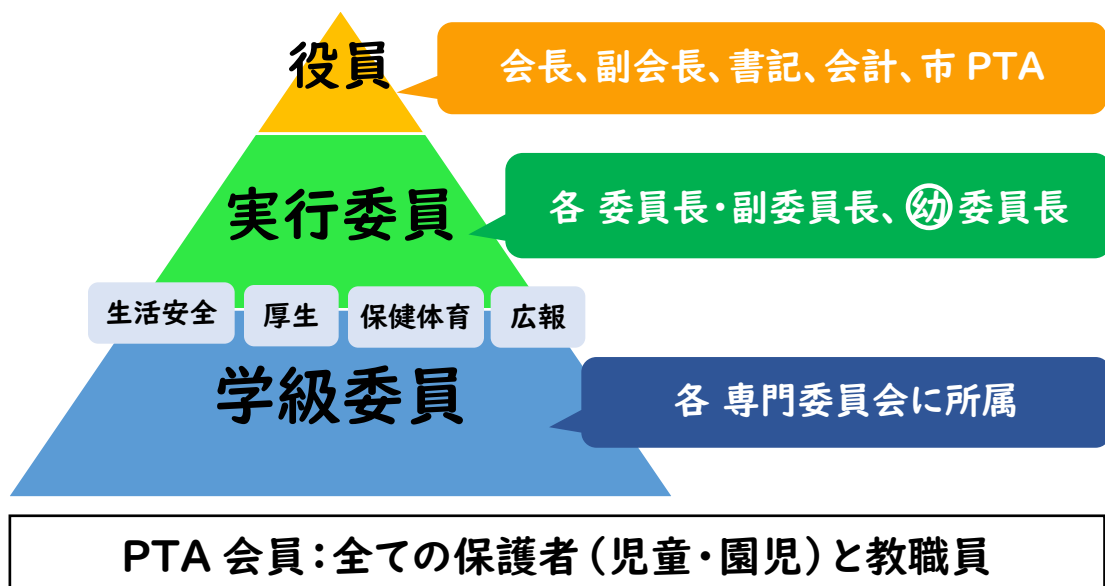 役員
会長、副会長、書記、会計、市 PTA
実行委員
各 委員長・副委員長、㊛委員長
生活安全
厚生
保健体育
広報
学級委員
各 専門委員会に所属
PTA 会員：全ての保護者（児童・園児）と教職員